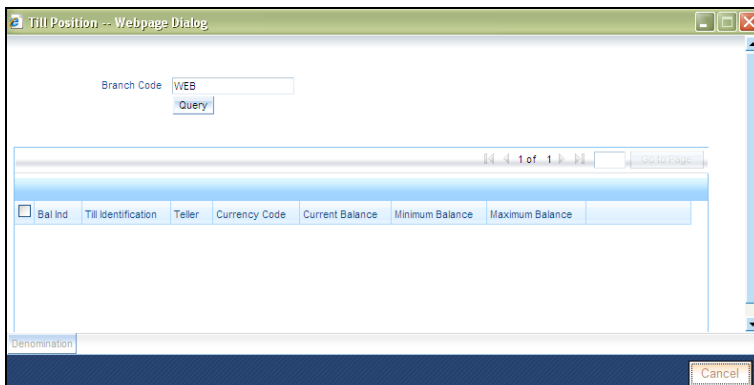 Till Position -- Webpage Dialog
Branch Code WEB
Query
1 of 1 Go to Page
Bal Ind Till Identification Teller Currency Code Current Balance Minimum Balance Maximum Balance
Denomination
Cancel